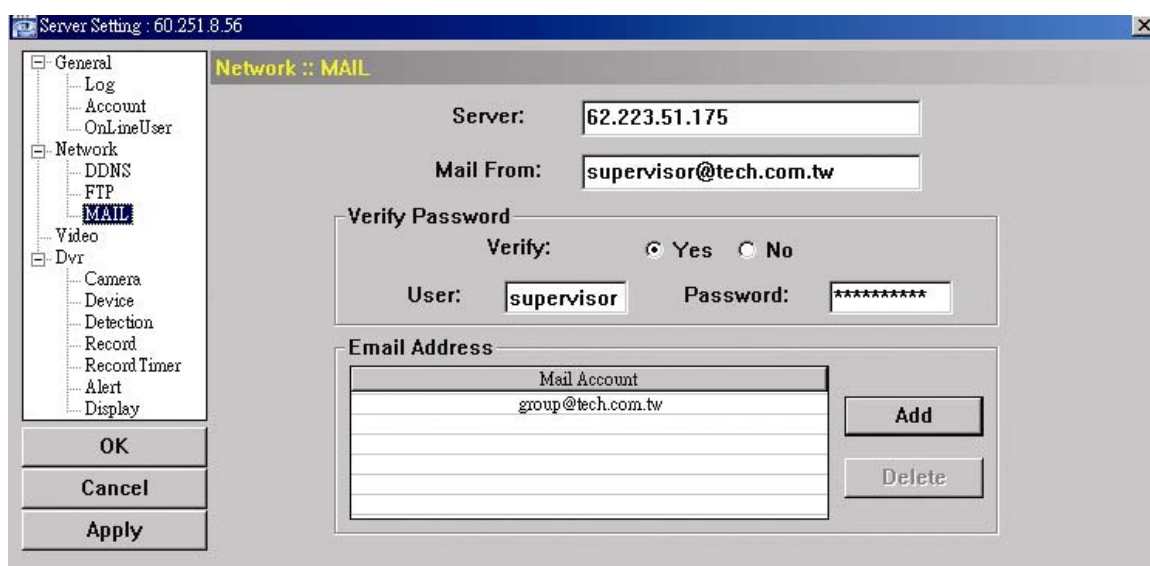 Server Setting : 60.251.8.56
General
Log
Account
OnLineUser
Network
DDNS
FTP
MAIL
Video
Dvr
Camera
Device
Detection
Record
Record Timer
Alert
Display
OK
Cancel
Apply
Network :: MAIL
Server: 62.223.51.175
Mail From: supervisor@tech.com.tw
Verify Password
Verify: Yes No
User: supervisor Password: **********
Email Address
Mail Account
group@tech.com.tw
Add
Delete